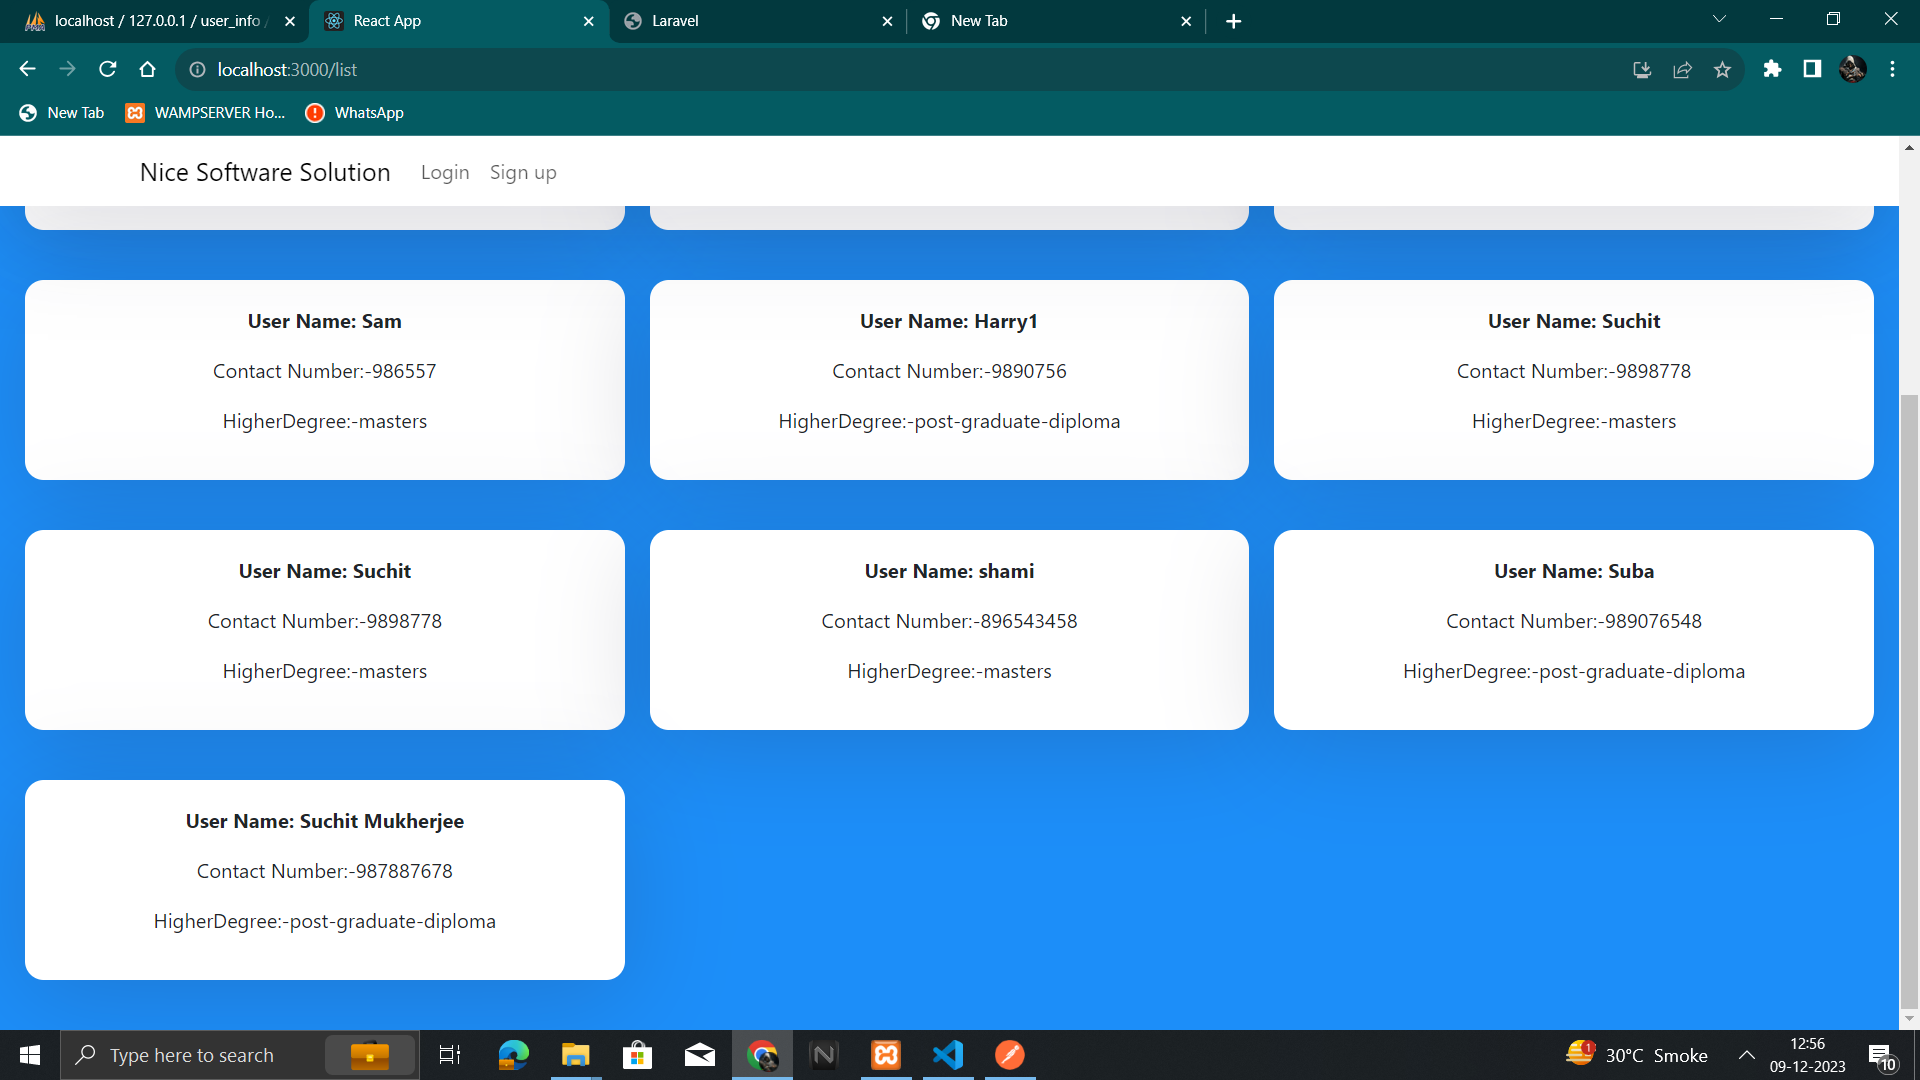 localhost / 127.0.0.1 / user_info /
React App
Laravel
New Tab
localhost:3000/list
New Tab
WAMPSERVER Ho...
WhatsApp
Nice Software Solution
Login
Sign up
User Name: Sam
Contact Number:-986557
HigherDegree:-masters
User Name: Harry1
Contact Number:-9890756
HigherDegree:-post-graduate-diploma
User Name: Suchit
Contact Number:-9898778
HigherDegree:-masters
User Name: Suchit
Contact Number:-9898778
HigherDegree:-masters
User Name: shami
Contact Number:-896543458
HigherDegree:-masters
User Name: Suba
Contact Number:-989076548
HigherDegree:-post-graduate-diploma
User Name: Suchit Mukherjee
Contact Number:-987887678
HigherDegree:-post-graduate-diploma
Type here to search
1
30°C Smoke
12:56
09-12-2023
10